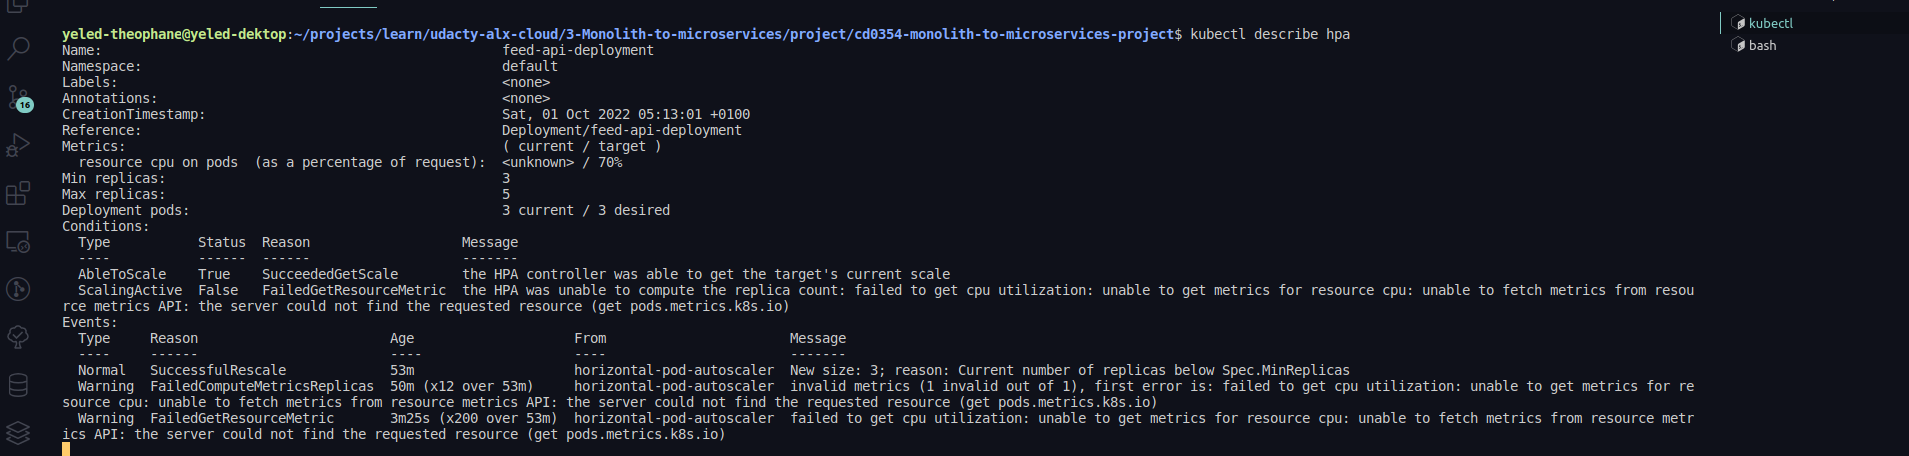 yeled-theophane@yeled-dektop:~/projects/learn/udacty-alx-cloud/3-Monolith-to-microservices/project/cd0354-monolith-to-microservices-project$ kubectl describe hpa
Name:                                                  feed-api-deployment
Namespace:                                             default
Labels:                                                <none>
Annotations:                                           <none>
CreationTimestamp:                                     Sat, 01 Oct 2022 05:13:01 +0100
Reference:                                             Deployment/feed-api-deployment
Metrics:                                               ( current / target )
  resource cpu on pods  (as a percentage of request):  <unknown> / 70%
Min replicas:                                          3
Max replicas:                                          5
Deployment pods:                                       3 current / 3 desired
Conditions:
  Type           Status  Reason                   Message
  ----           ------  ------                   -------
  AbleToScale    True    SucceededGetScale        the HPA controller was able to get the target's current scale
  ScalingActive  False   FailedGetResourceMetric  the HPA was unable to compute the replica count: failed to get cpu utilization: unable to get metrics for resource cpu: unable to fetch metrics from resou
rce metrics API: the server could not find the requested resource (get pods.metrics.k8s.io)
Events:
  Type     Reason                        Age                    From                       Message
  ----     ------                        ----                   ----                       -------
  Normal   SuccessfulRescale             53m                    horizontal-pod-autoscaler  New size: 3; reason: Current number of replicas below Spec.MinReplicas
  Warning  FailedComputeMetricsReplicas  50m (x12 over 53m)     horizontal-pod-autoscaler  invalid metrics (1 invalid out of 1), first error is: failed to get cpu utilization: unable to get metrics for re
source cpu: unable to fetch metrics from resource metrics API: the server could not find the requested resource (get pods.metrics.k8s.io)
  Warning  FailedGetResourceMetric       3m25s (x200 over 53m)  horizontal-pod-autoscaler  failed to get cpu utilization: unable to get metrics for resource cpu: unable to fetch metrics from resource metr
ics API: the server could not find the requested resource (get pods.metrics.k8s.io)
16
kubectl
bash